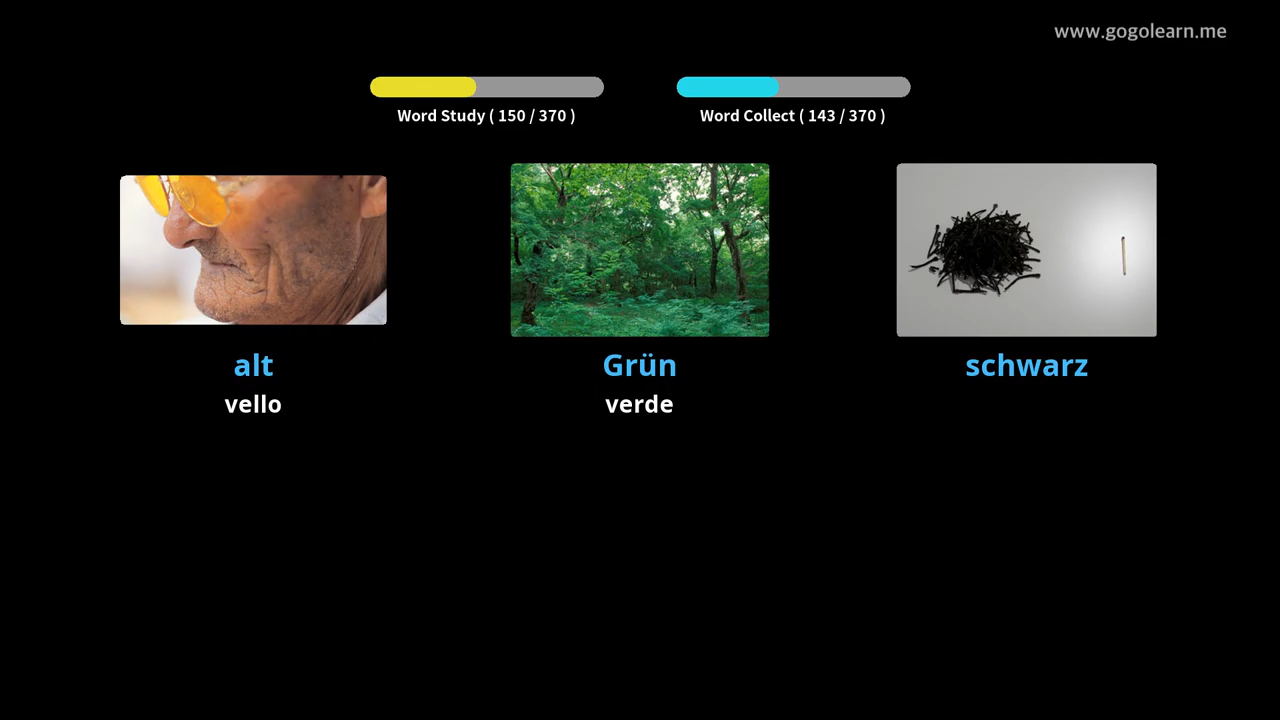 www.gogolearn.me
Word Study ( 150 / 370 )
Word Collect ( 143 / 370 )
alt
vello
Grün
verde
schwarz